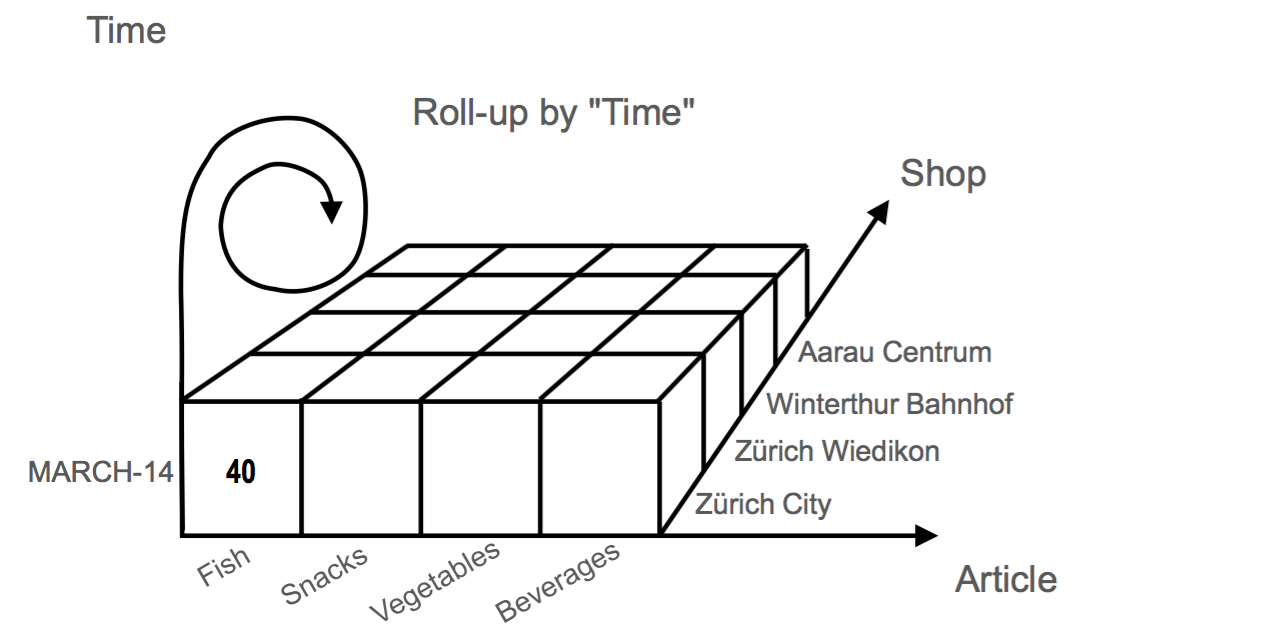 Time
Roll-up by "Time"
Shop
Aarau Centrum
Winterthur Bahnhof
Zürich Wiedikon
MARCH-14
40
Zürich City
Fish
Snacks
Vegetables
Beverages
Article